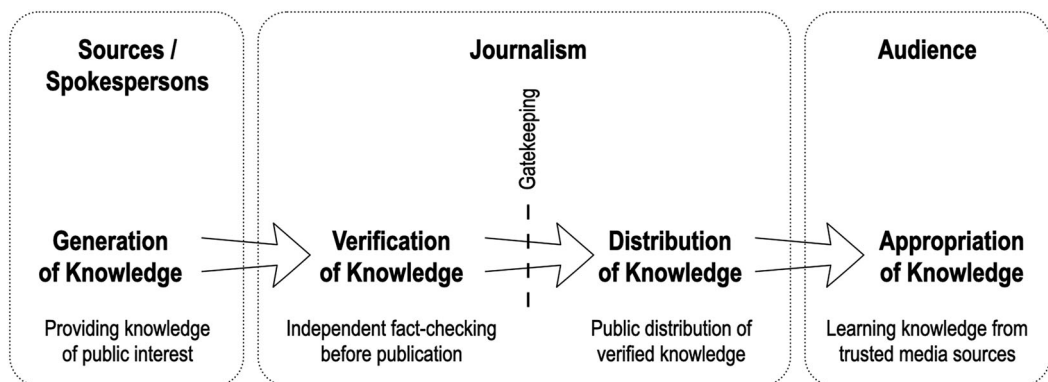 Sources /
Spokespersons
Journalism
Audience
Gatekeeping
Generation
of Knowledge
Verification
of Knowledge
Distribution
of Knowledge
Appropriation
of Knowledge
Providing knowledge
of public interest
Independent fact-checking
before publication
Public distribution of
verified knowledge
Learning knowledge from
trusted media sources